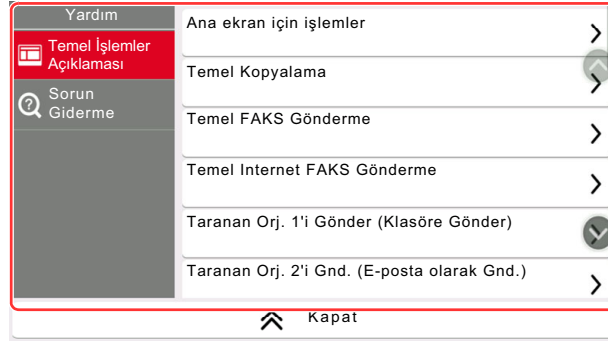 Yardım
Temel İşlemler
Açıklaması
Sorun
Giderme
Ana ekran için işlemler
Temel Kopyalama
Temel FAKS Gönderme
Temel Internet FAKS Gönderme
Taranan Orj. 1'i Gönder (Klasöre Gönder)
Taranan Orj. 2'i Gnd. (E-posta olarak Gnd.)
Kapat